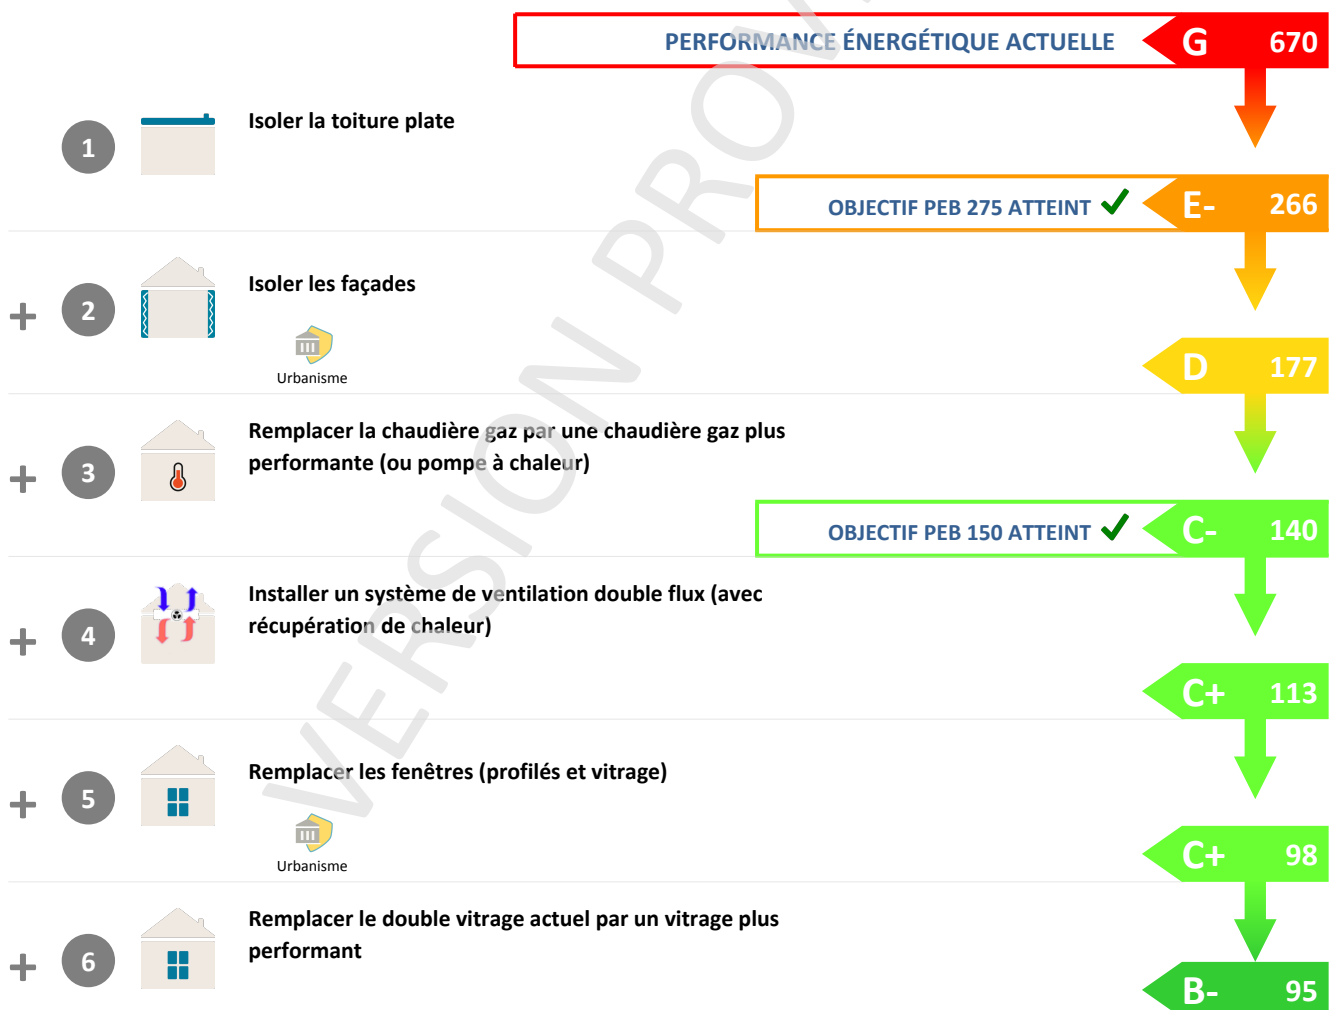 PERFORMANCE ÉNERGÉTIQUE ACTUELLE G 670
1 Isoler la toiture plate
OBJECTIF PEB 275 ATTEINT ✓ E- 266
+ 2 Isoler les façades
Urbanisme
D 177
+ 3 Remplacer la chaudière gaz par une chaudière gaz plus
performante (ou pompe à chaleur)
OBJECTIF PEB 150 ATTEINT ✓ C- 140
+ 4 Installer un système de ventilation double flux (avec
récupération de chaleur)
C+ 113
+ 5 Remplacer les fenêtres (profilés et vitrage)
Urbanisme
C+ 98
+ 6 Remplacer le double vitrage actuel par un vitrage plus
performant
B- 95
VERSION PROV